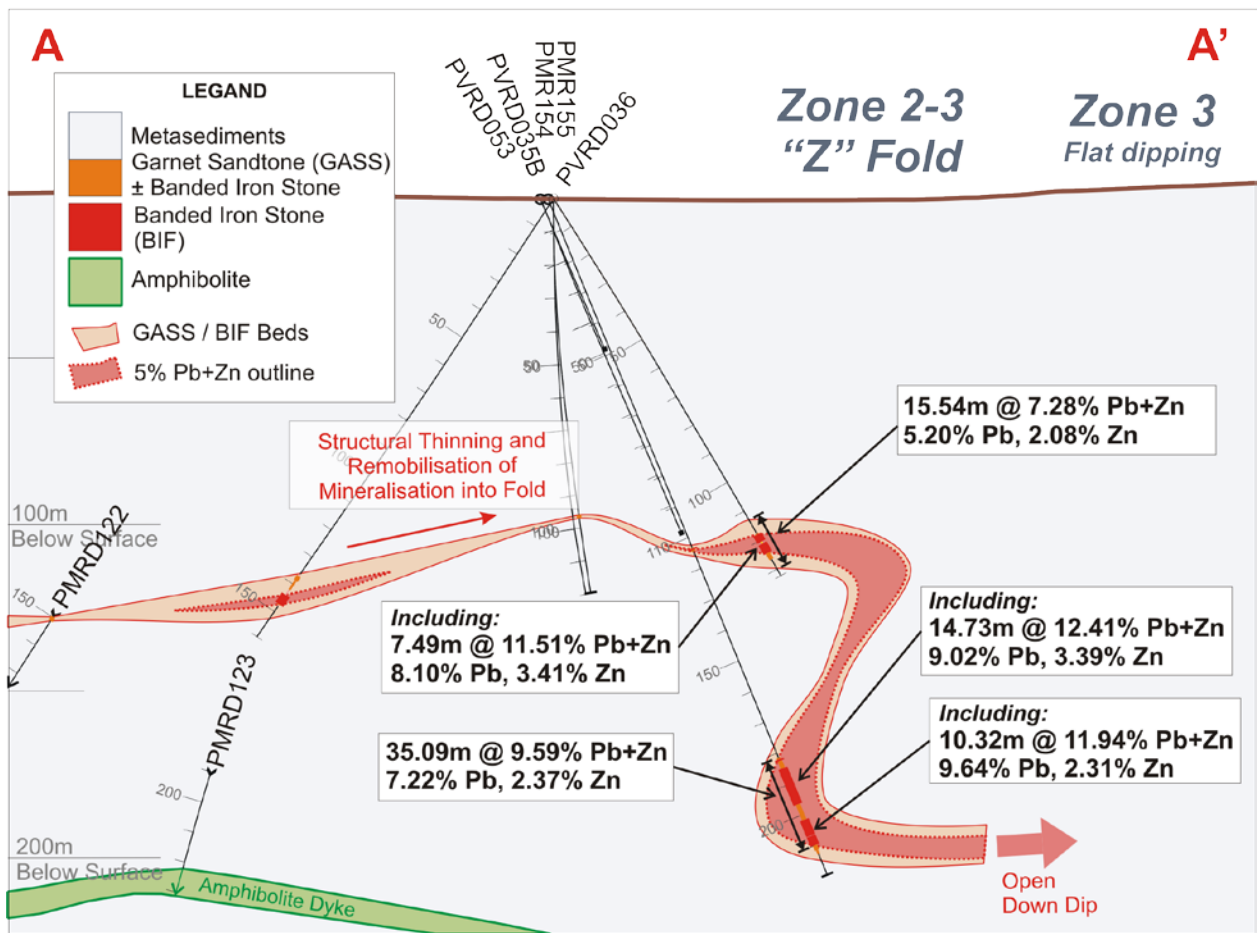 A
A’
LEGAND
Metasediments
Garnet Sandtone (GASS)
± Banded Iron Stone
Banded Iron Stone
(BIF)
Amphibolite
GASS / BIF Beds
5% Pb+Zn outline
PVRD053
PVRD035B
PMR154
PMR155
PVRD036
Zone 2-3
“Z” Fold
Zone 3
Flat dipping
50
50
50
50
100
Structural Thinning and
Remobilisation of
Mineralisation into Fold
15.54m @ 7.28% Pb+Zn
5.20% Pb, 2.08% Zn
100
100m
Below Surface
PMRD122
100
110
150
150
Including:
7.49m @ 11.51% Pb+Zn
8.10% Pb, 3.41% Zn
Including:
14.73m @ 12.41% Pb+Zn
9.02% Pb, 3.39% Zn
150
PMRD123
Including:
10.32m @ 11.94% Pb+Zn
9.64% Pb, 2.31% Zn
35.09m @ 9.59% Pb+Zn
7.22% Pb, 2.37% Zn
200
200
200m
Below Surface
Amphibolite Dyke
Open
Down Dip